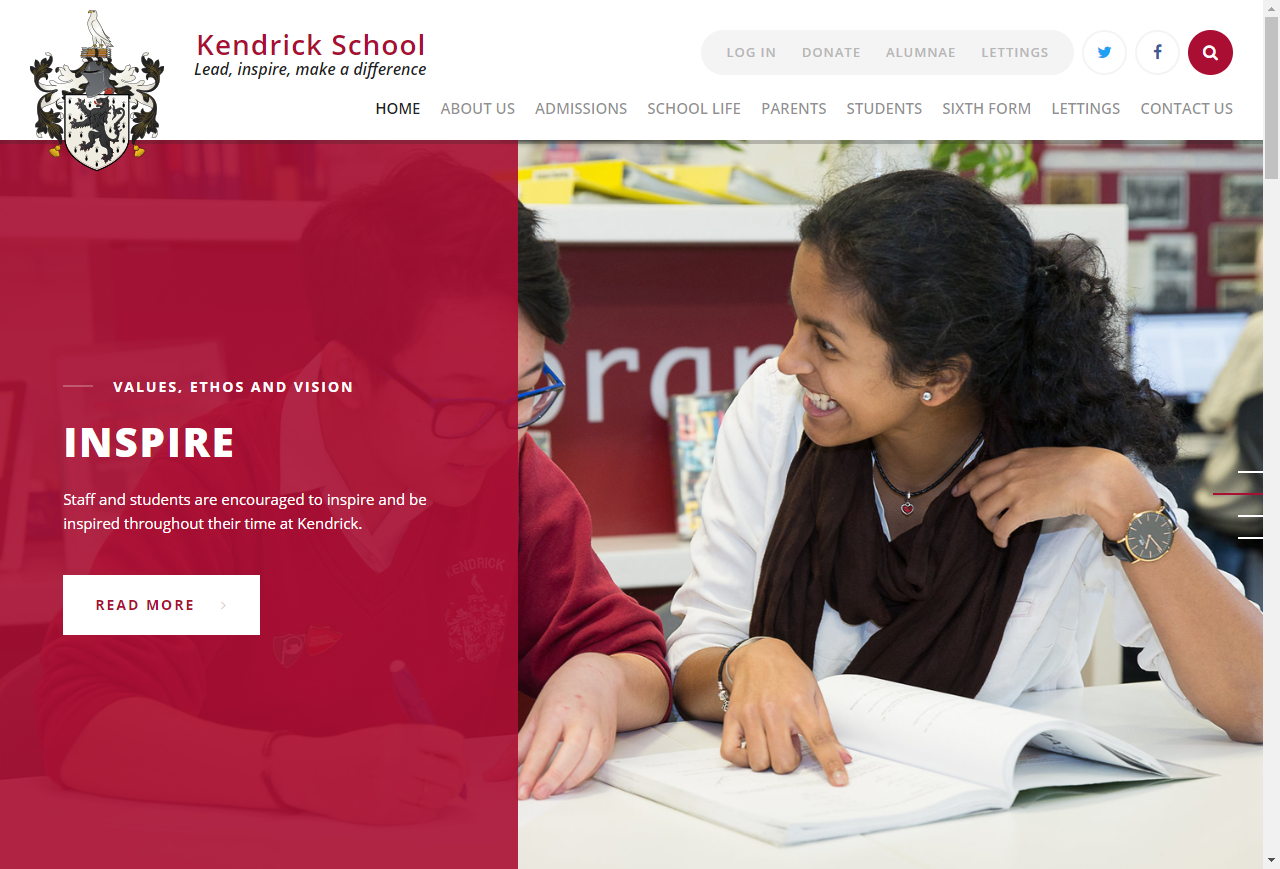 Kendrick School
Lead, inspire, make a difference
LOG IN DONATE ALUMNAE LETTINGS
HOME ABOUT US ADMISSIONS SCHOOL LIFE PARENTS STUDENTS SIXTH FORM LETTINGS CONTACT US
VALUES, ETHOS AND VISION
INSPIRE
Staff and students are encouraged to inspire and be
inspired throughout their time at Kendrick.
READ MORE
KENDRICK